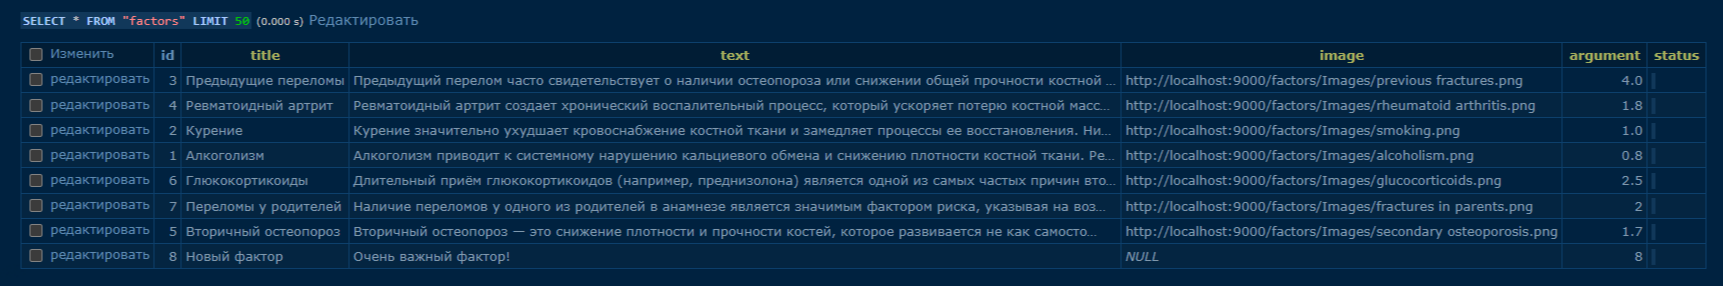 SELECT * FROM "factors" LIMIT 50 (0.000 s) Редактировать
Изменить id title text image argument status
редактировать 3 Предыдущие переломы Предыдущий перелом часто свидетельствует о наличии остеопороза или снижении общей прочности костной ... http://localhost:9000/factors/Images/previous fractures.png 4.0
редактировать 4 Ревматоидный артрит Ревматоидный артрит создает хронический воспалительный процесс, который ускоряет потерю костной масс... http://localhost:9000/factors/Images/rheumatoid arthritis.png 1.8
редактировать 2 Курение Курение значительно ухудшает кровоснабжение костной ткани и замедляет процессы ее восстановления. Ни... http://localhost:9000/factors/Images/smoking.png 1.0
редактировать 1 Алкоголизм Алкоголизм приводит к системному нарушению кальциевого обмена и снижению плотности костной ткани. Ре... http://localhost:9000/factors/Images/alcoholism.png 0.8
редактировать 6 Глюкокортикоиды Длительный приём глюкокортикоидов (например, преднизолона) является одной из самых частых причин вто... http://localhost:9000/factors/Images/glucocorticoids.png 2.5
редактировать 7 Переломы у родителей Наличие переломов у одного из родителей в анамнезе является значимым фактором риска, указывая на воз... http://localhost:9000/factors/Images/fractures in parents.png 2
редактировать 5 Вторичный остеопороз Вторичный остеопороз — это снижение плотности и прочности костей, которое развивается не как самосто... http://localhost:9000/factors/Images/secondary osteoporosis.png 1.7
редактировать 8 Новый фактор Очень важный фактор! NULL 8